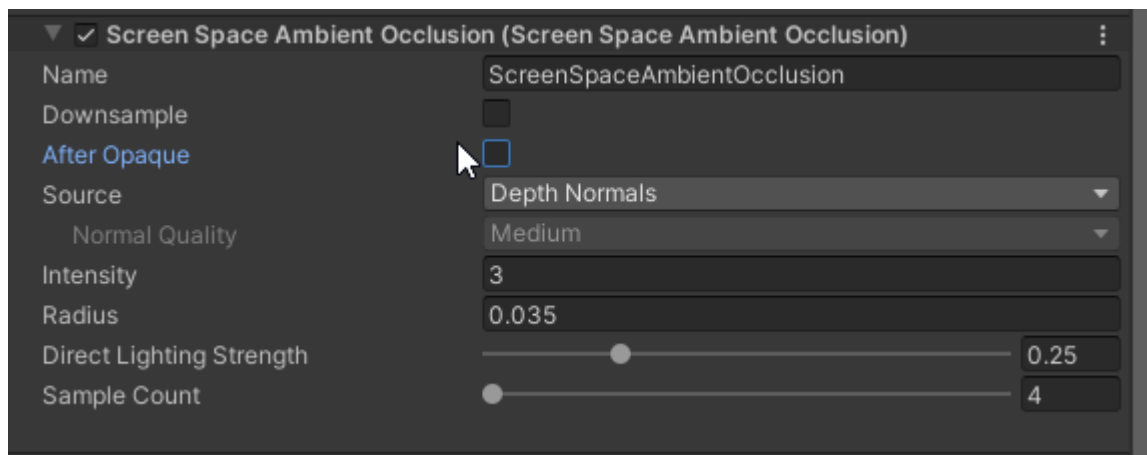 Screen Space Ambient Occlusion (Screen Space Ambient Occlusion)
Name ScreenSpaceAmbientOcclusion
Downsample
After Opaque
Source Depth Normals
Normal Quality Medium
Intensity 3
Radius 0.035
Direct Lighting Strength 0.25
Sample Count 4